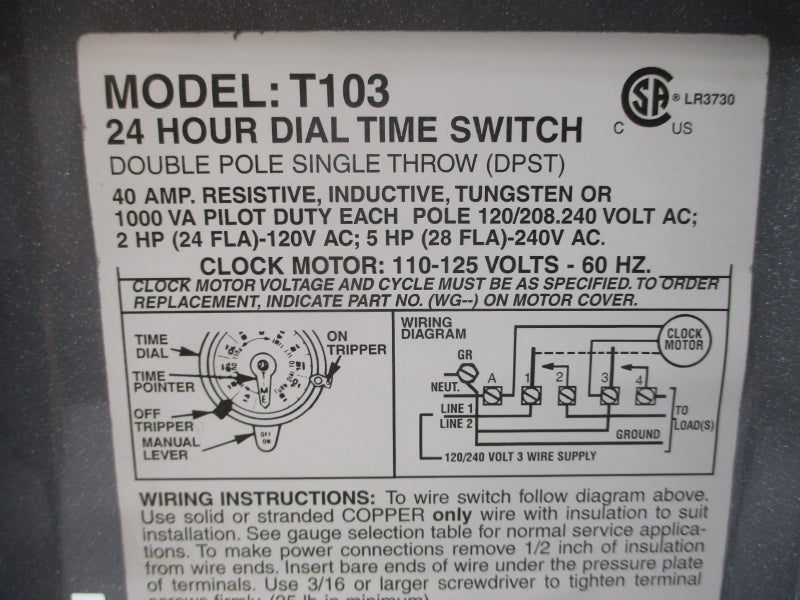 MODEL: T103
24 HOUR DIAL TIME SWITCH
DOUBLE POLE SINGLE THROW (DPST)
SA ® LR3730
C US
40 AMP. RESISTIVE, INDUCTIVE, TUNGSTEN OR
1000 VA PILOT DUTY EACH POLE 120/208.240 VOLT AC;
2 HP (24 FLA)-120V AC; 5 HP (28 FLA)-240V AC.
CLOCK MOTOR: 110-125 VOLTS - 60 HZ.
CLOCK MOTOR VOLTAGE AND CYCLE MUST BE AS SPECIFIED. TO ORDER
REPLACEMENT, INDICATE PART NO. (WG--) ON MOTOR COVER.
TIME
DIAL
ON
TRIPPER
TIME
POINTER
OFF
TRIPPER
MANUAL
LEVER
TIME
OFF
ON
WIRING
DIAGRAM
CLOCK
MOTOR
GR
NEUT.
A 1 2 3 4
LINE 1
LINE 2
GROUND
TO
LOAD(S)
120/240 VOLT 3 WIRE SUPPLY
WIRING INSTRUCTIONS: To wire switch follow diagram above.
Use solid or stranded COPPER only wire with insulation to suit
installation. See gauge selection table for normal service applica-
tions. To make power connections remove 1/2 inch of insulation
from wire ends. Insert bare ends of wire under the pressure plate
of terminals. Use 3/16 or larger screwdriver to tighten terminal
screws firmly (25 lb in minimum)